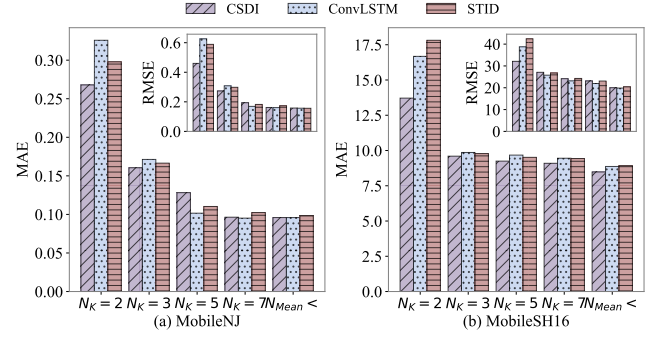 CSDI ConvLSTM STID
MAE
0.30
0.25
0.20
0.15
0.10
0.05
0.00
RMSE
0.6
0.4
0.2
0.0
N_K = 2 N_K = 3 N_K = 5 N_K = 7 N_Mean <
(a) MobileNJ
MAE
17.5
15.0
12.5
10.0
7.5
5.0
2.5
0.0
RMSE
40
30
20
10
0
N_K = 2 N_K = 3 N_K = 5 N_K = 7 N_Mean <
(b) MobileSH16